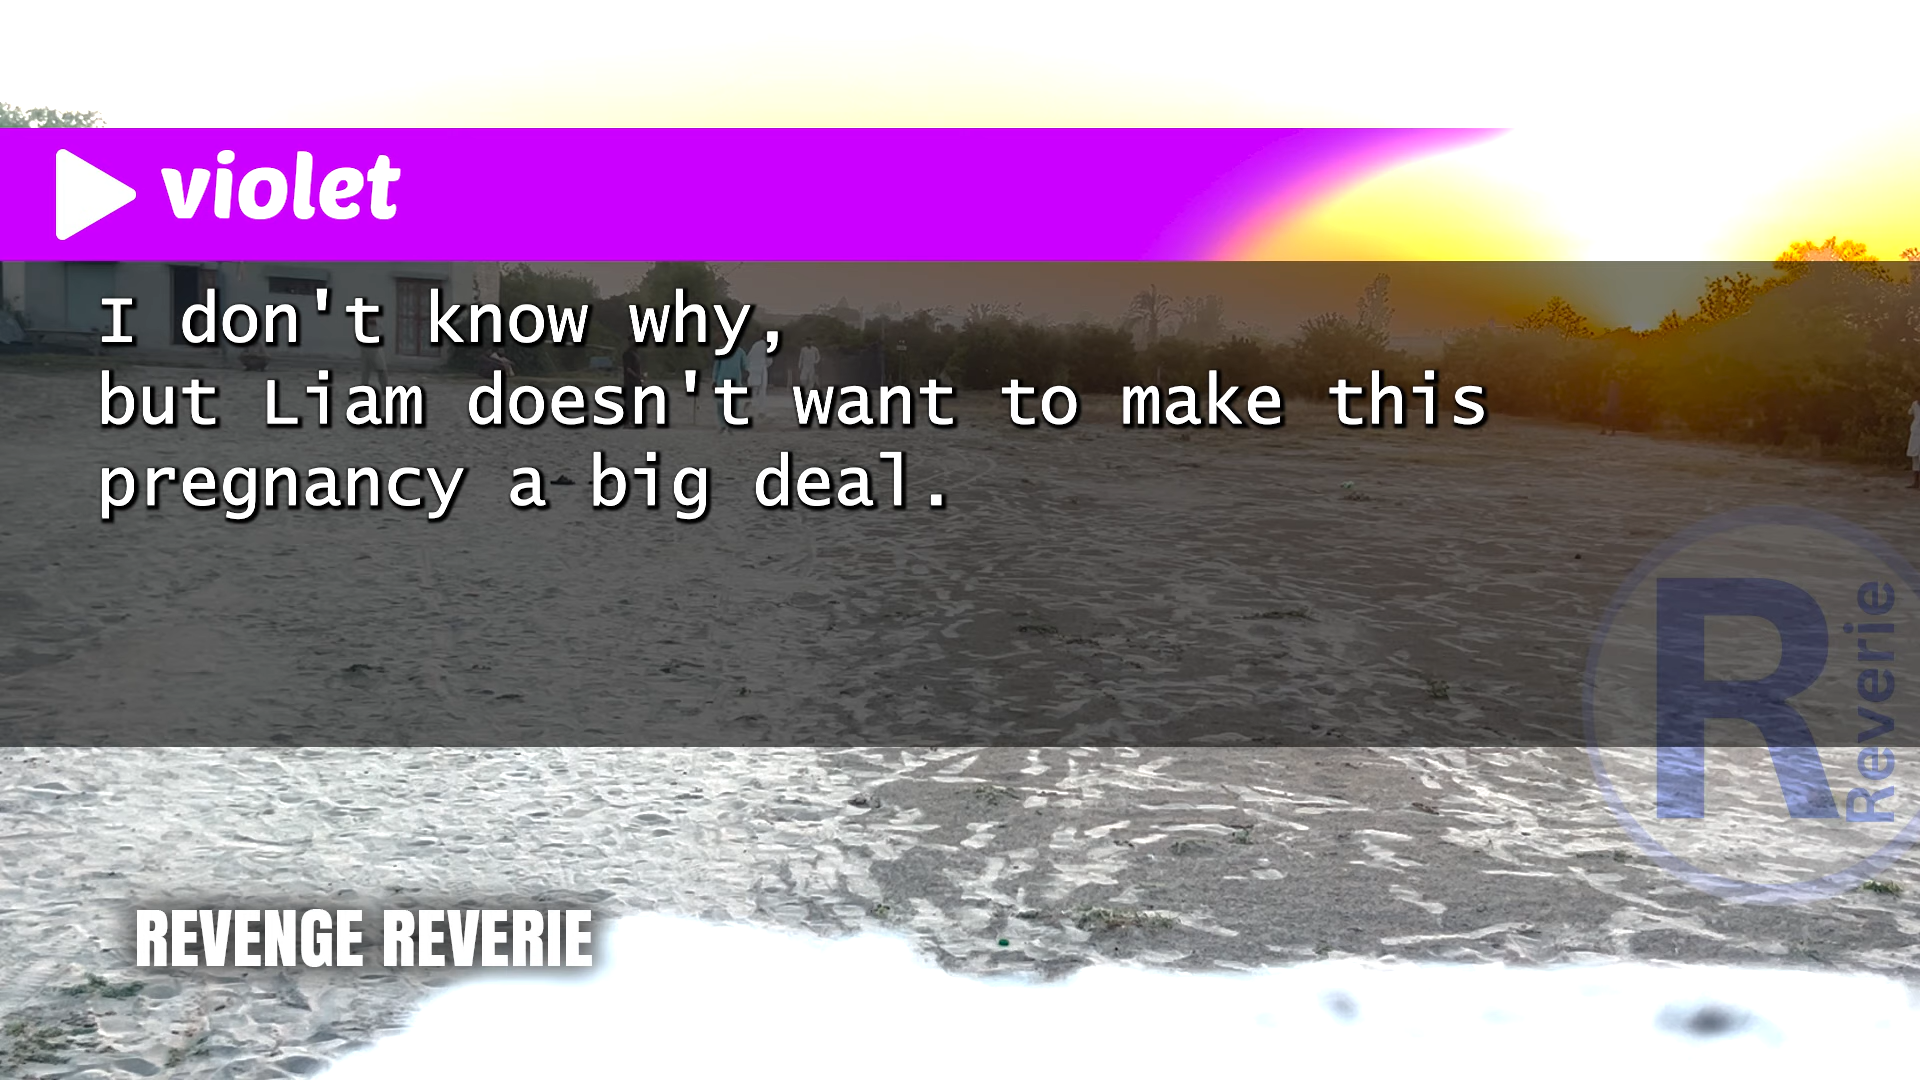 violet
I don't know why,
but Liam doesn't want to make this
pregnancy a big deal.
R
Reverie
REVENGE REVERIE